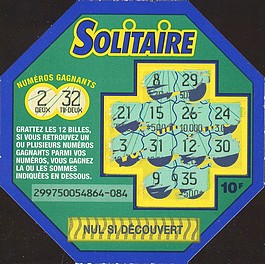 SOLITAIRE
NUMÉROS GAGNANTS
2 32
DEUX
8 29
21 15 26 24
10.000
3 31 12 30
9 35
GRATTEZ LES 12 BILLES,
SI VOUS RETROUVEZ UN
OU PLUSIEURS NUMÉROS
GAGNANTS PARMI VOS
NUMÉROS, VOUS GAGNEZ
LA OU LES SOMMES
INDIQUÉES EN DESSOUS.
299750054864-084
10F
NUL SI DÉCOUVERT